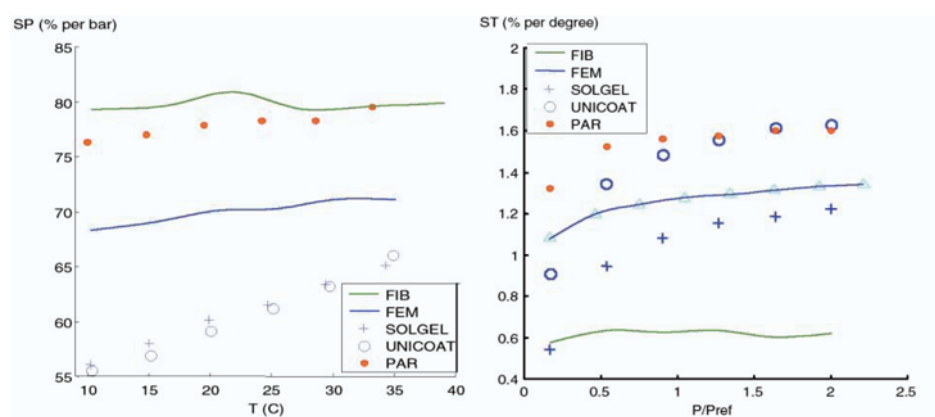 SP (% per bar)
85
80
75
70
65
60
55
10
15
20
25
30
35
40
T (C)
FIB
FEM
SOLGEL
UNICOAT
PAR
ST (% per degree)
2
1.8
1.6
1.4
1.2
1
0.8
0.6
0.4
0
0.5
1
1.5
2
2.5
P/Pref
FIB
FEM
SOLGEL
UNICOAT
PAR